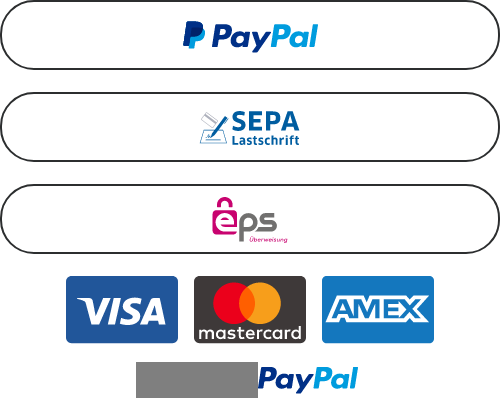 PayPal
SEPA
Lastschrift
eps
Überweisung
VISA
mastercard
AMEX
PayPal